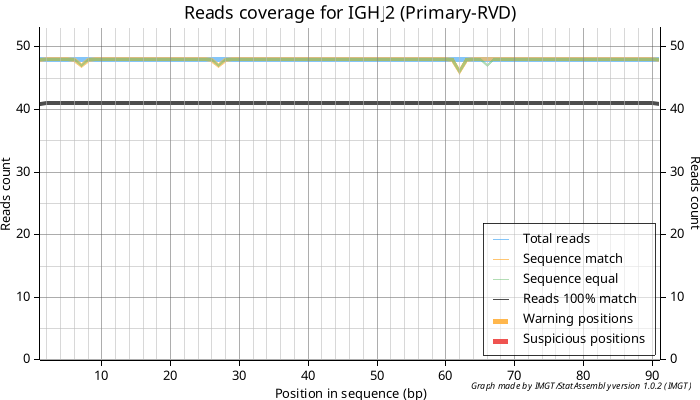 Reads coverage for IGHJ2 (Primary-RVD)
50
40
30
20
10
0
Reads count
50
40
30
20
10
0
Reads count
Total reads
Sequence match
Sequence equal
Reads 100% match
Warning positions
Suspicious positions
10 20 30 40 50 60 70 80 90
Position in sequence (bp)
Graph made by IMGT/StatAssembly version 1.0.2 (IMGT)